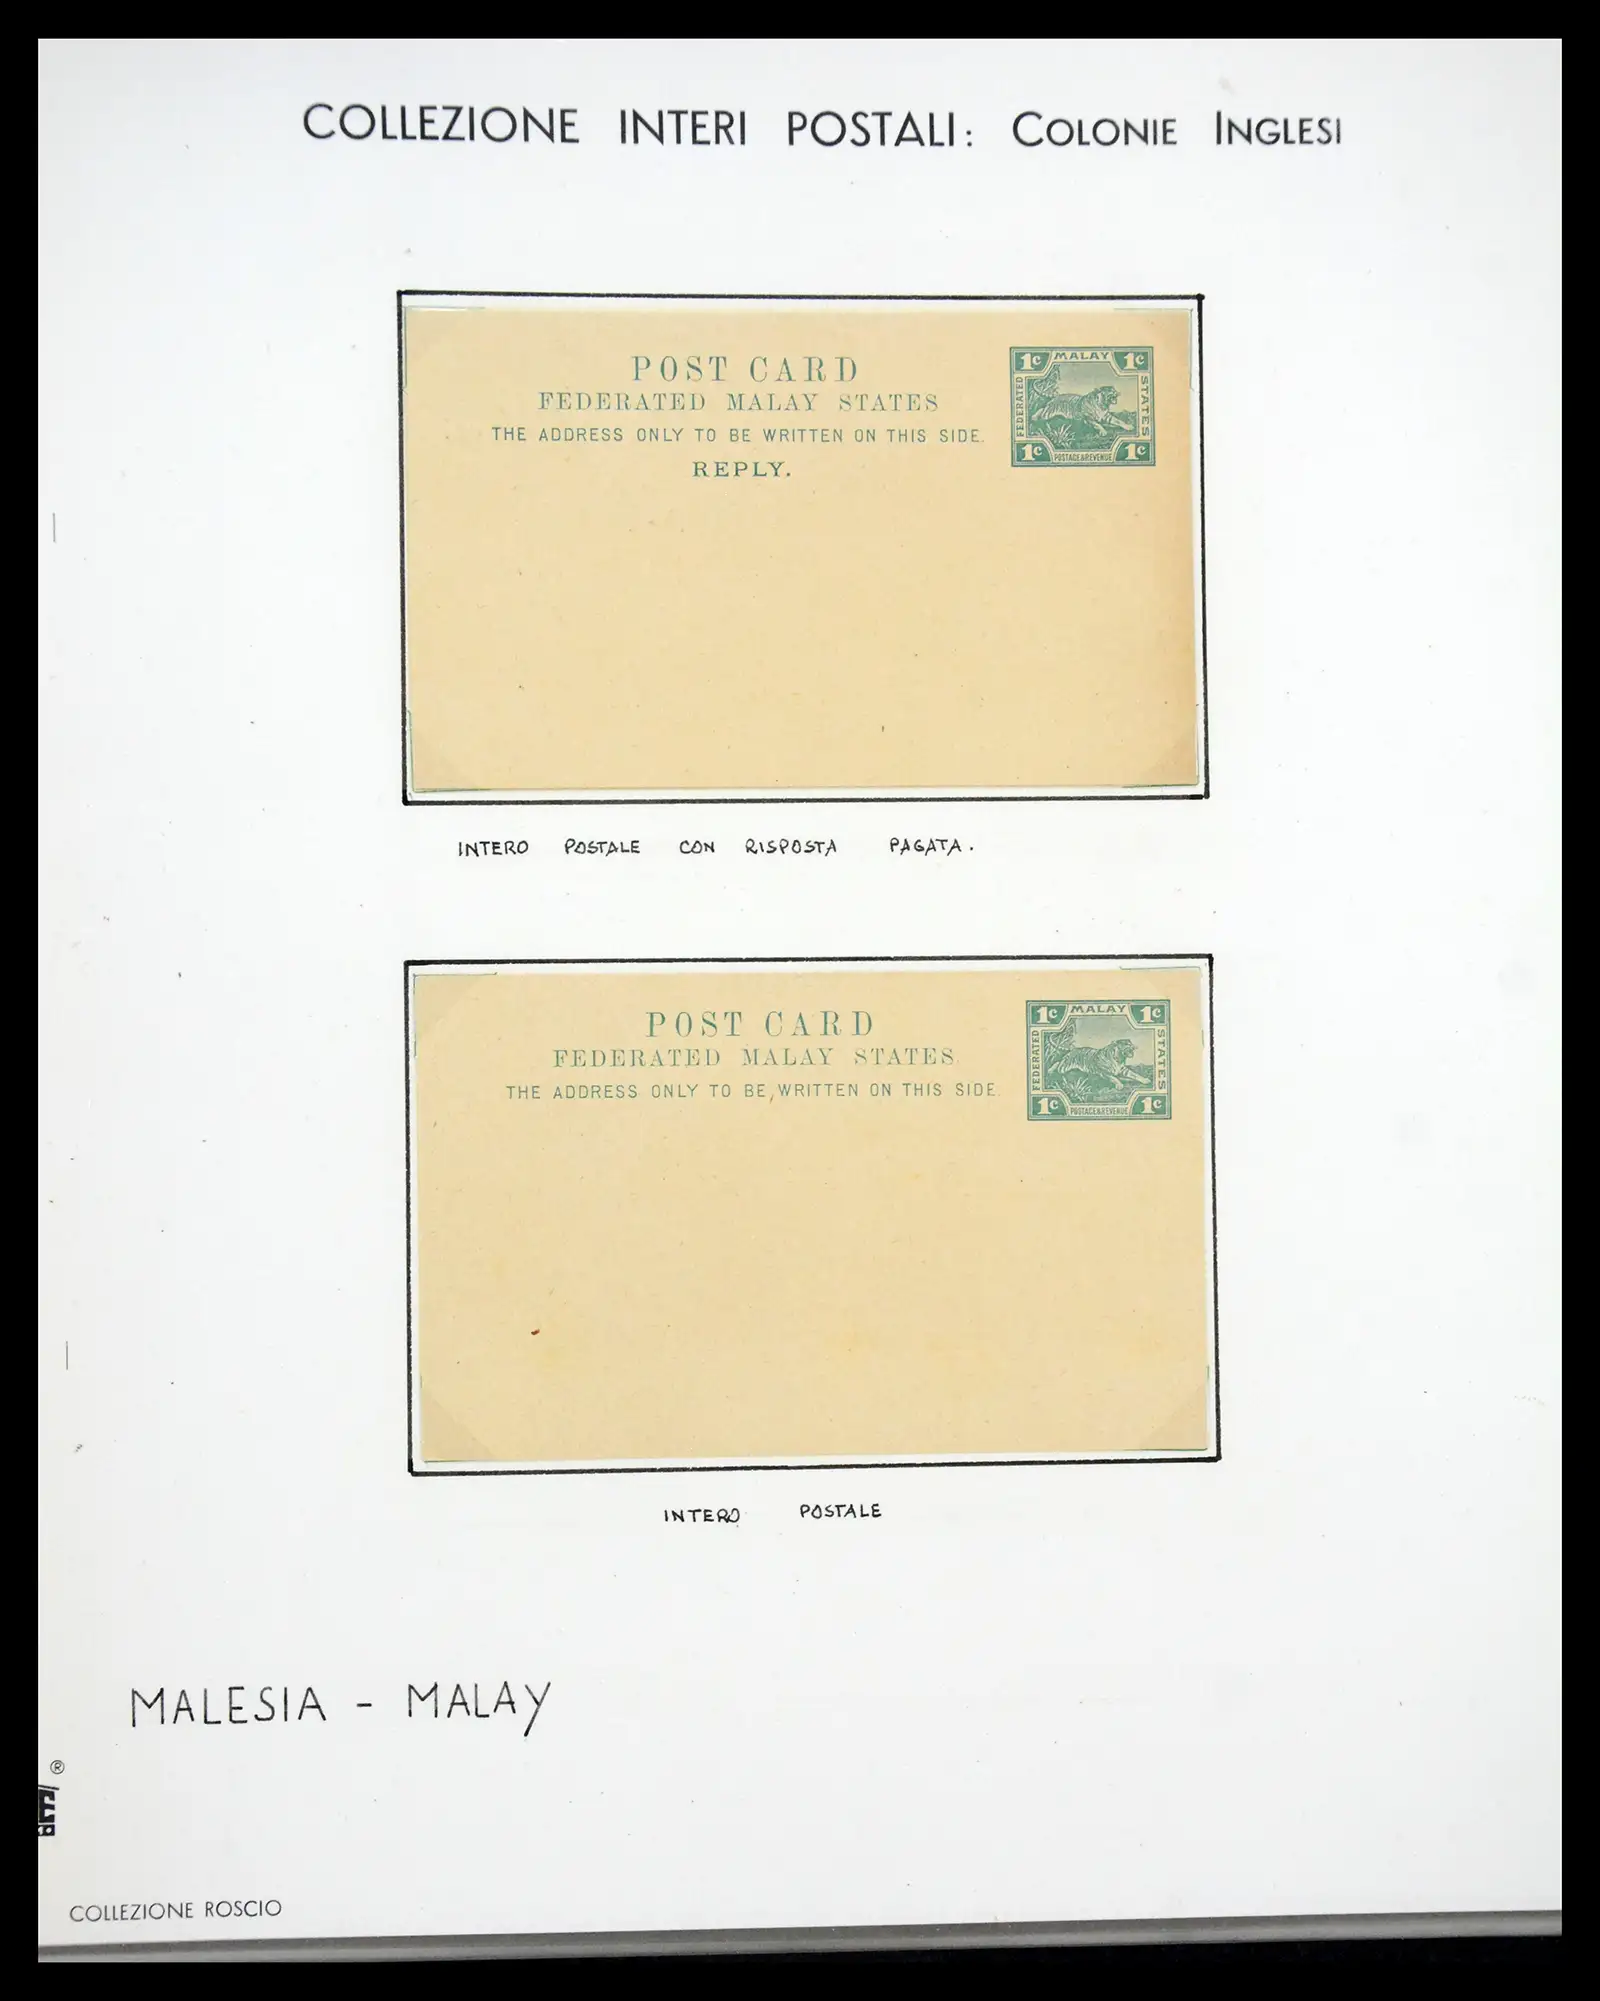 COLLEZIONE INTERI POSTALI: COLONIE INGLESI
POST CARD
FEDERATED MALAY STATES
THE ADDRESS ONLY TO BE WRITTEN ON THIS SIDE.
REPLY.
1c MALAY 1c
FEDERATED
STATES
1c POSTAGE & REVENUE 1c
INTERO POSTALE CON RISPOSTA PAGATA.
POST CARD
FEDERATED MALAY STATES
THE ADDRESS ONLY TO BE WRITTEN ON THIS SIDE.
1c MALAY 1c
FEDERATED
STATES
1c POSTAGE & REVENUE 1c
INTERO POSTALE
MALESIA - MALAY
®
COLLEZIONE ROSCIO